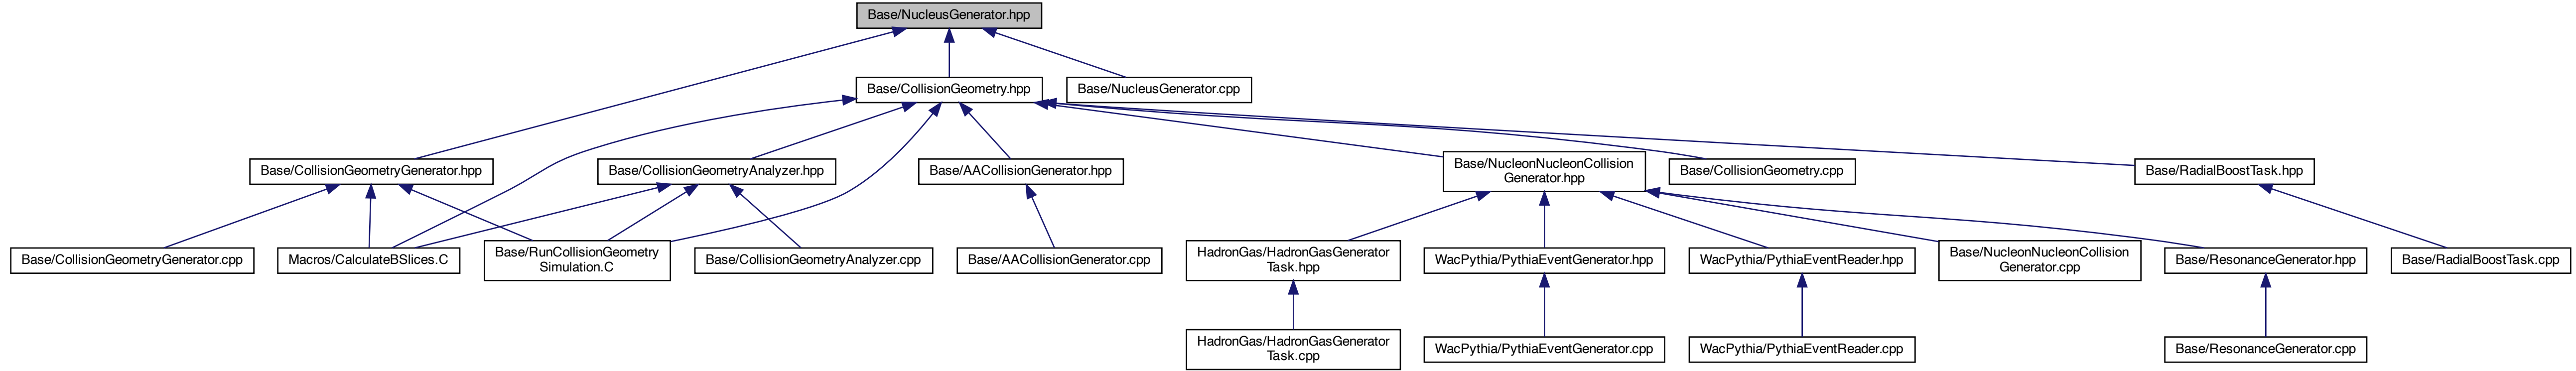 Base/NucleusGenerator.hpp
Base/CollisionGeometry.hpp
Base/NucleusGenerator.cpp
Base/CollisionGeometryGenerator.hpp
Base/CollisionGeometryAnalyzer.hpp
Base/AACollisionGenerator.hpp
Base/NucleonNucleonCollision
Generator.hpp
Base/CollisionGeometry.cpp
Base/RadialBoostTask.hpp
Base/CollisionGeometryGenerator.cpp
Macros/CalculateBSlices.C
Base/RunCollisionGeometry
Simulation.C
Base/CollisionGeometryAnalyzer.cpp
Base/AACollisionGenerator.cpp
HadronGas/HadronGasGenerator
Task.hpp
WacPythia/PythiaEventGenerator.hpp
WacPythia/PythiaEventReader.hpp
Base/NucleonNucleonCollision
Generator.cpp
Base/ResonanceGenerator.hpp
Base/RadialBoostTask.cpp
HadronGas/HadronGasGenerator
Task.cpp
WacPythia/PythiaEventGenerator.cpp
WacPythia/PythiaEventReader.cpp
Base/ResonanceGenerator.cpp